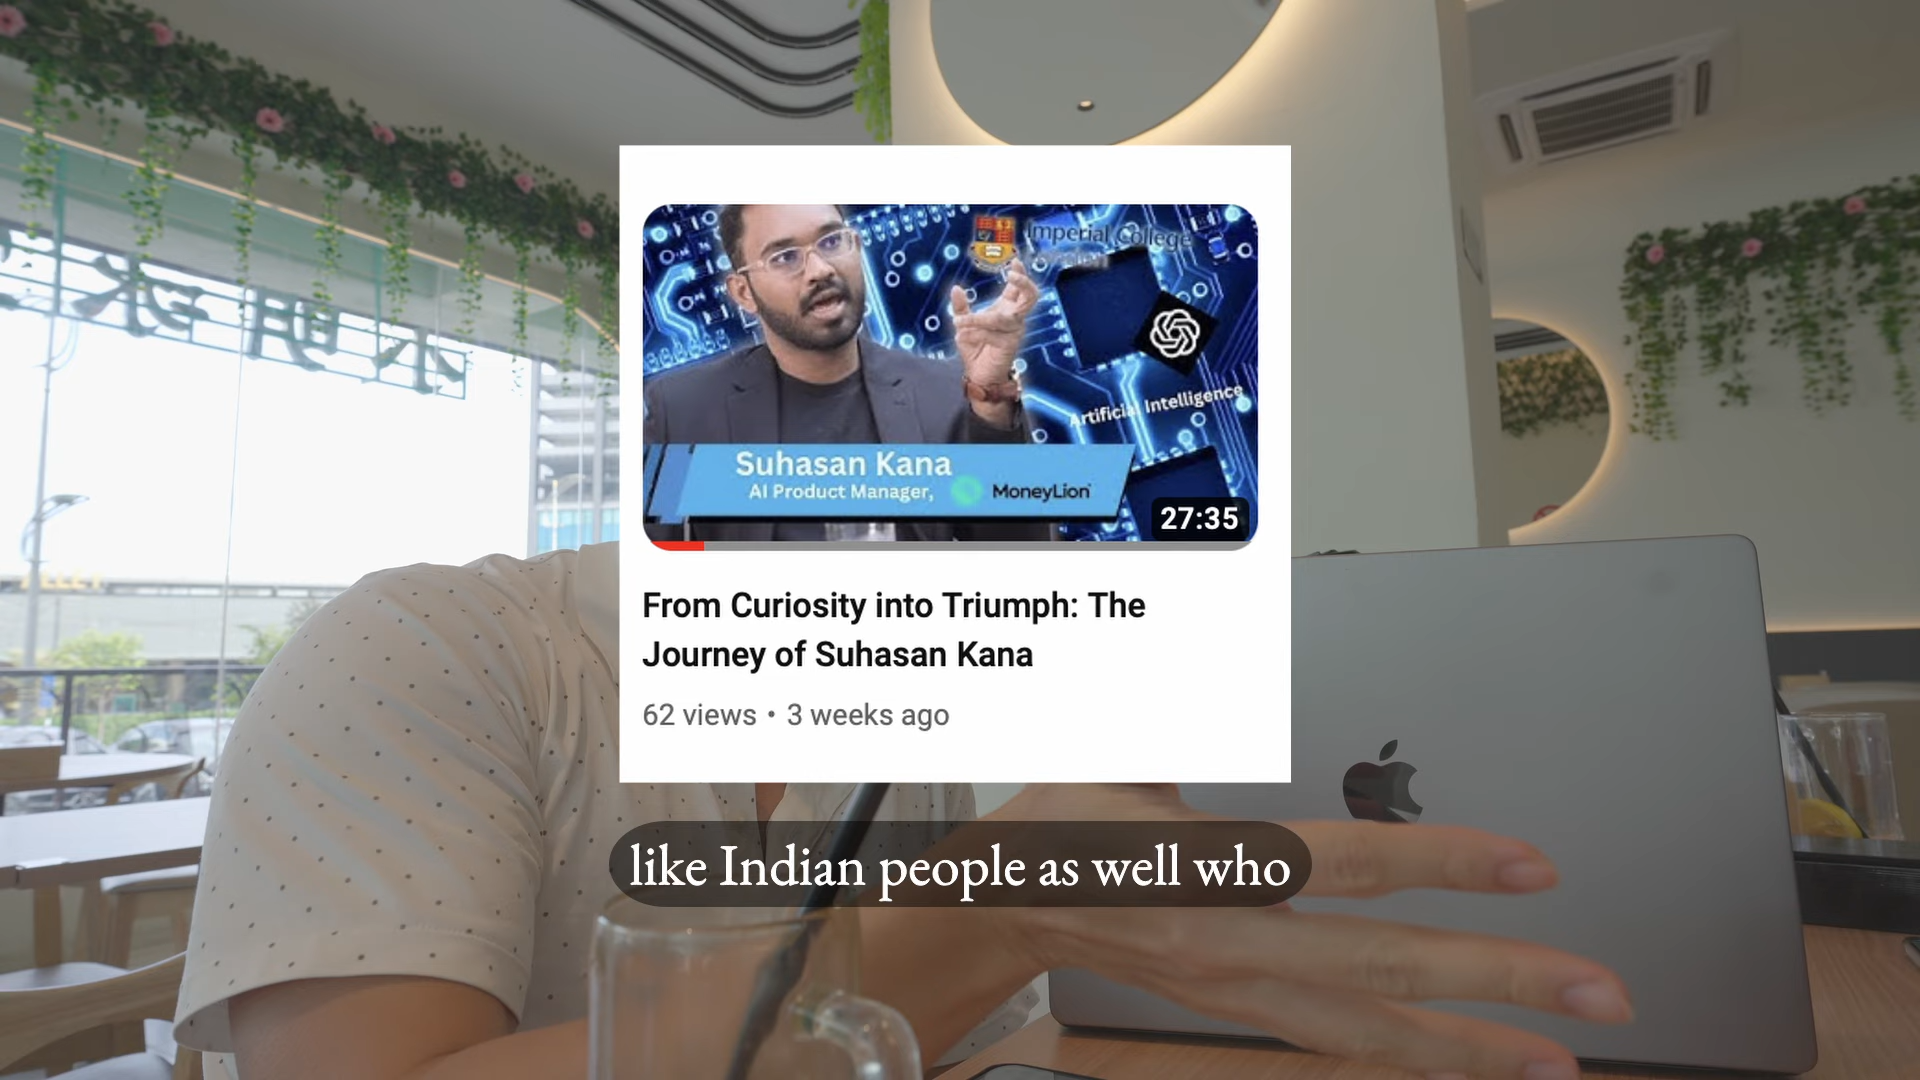 Imperial College
Artificial Intelligence
Suhasan Kana
AI Product Manager,
MoneyLion
27:35
From Curiosity into Triumph: The
Journey of Suhasan Kana
62 views • 3 weeks ago
like Indian people as well who